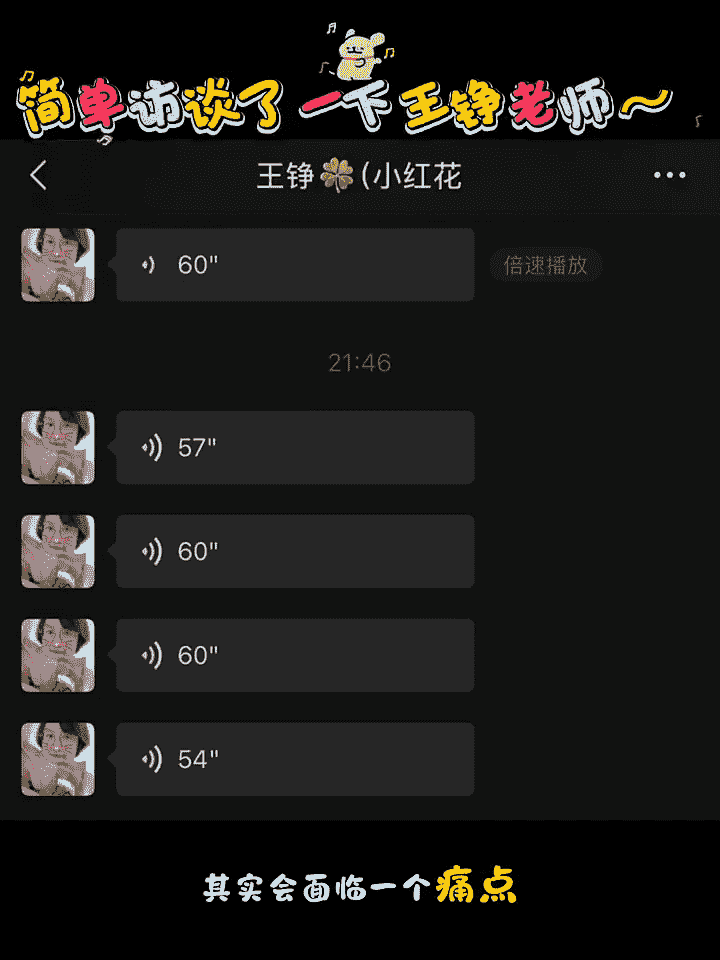 简单访谈了一下王铮老师～
王铮🍀(小红花
60"
倍速播放
21:46
57"
60"
60"
54"
其实会面临一个痛点